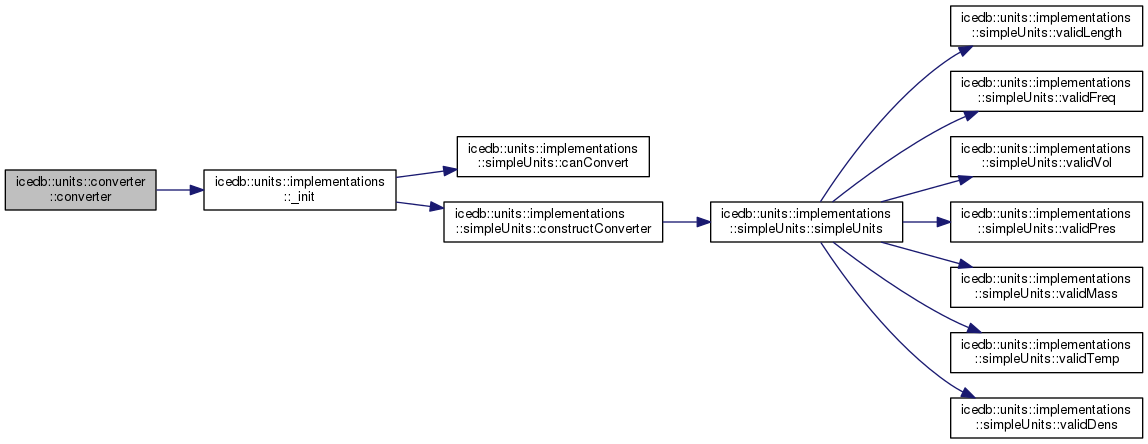 icedb::units::converter
::converter
icedb::units::implementations
::_init
icedb::units::implementations
::simpleUnits::canConvert
icedb::units::implementations
::simpleUnits::constructConverter
icedb::units::implementations
::simpleUnits::simpleUnits
icedb::units::implementations
::simpleUnits::validLength
icedb::units::implementations
::simpleUnits::validFreq
icedb::units::implementations
::simpleUnits::validVol
icedb::units::implementations
::simpleUnits::validPres
icedb::units::implementations
::simpleUnits::validMass
icedb::units::implementations
::simpleUnits::validTemp
icedb::units::implementations
::simpleUnits::validDens